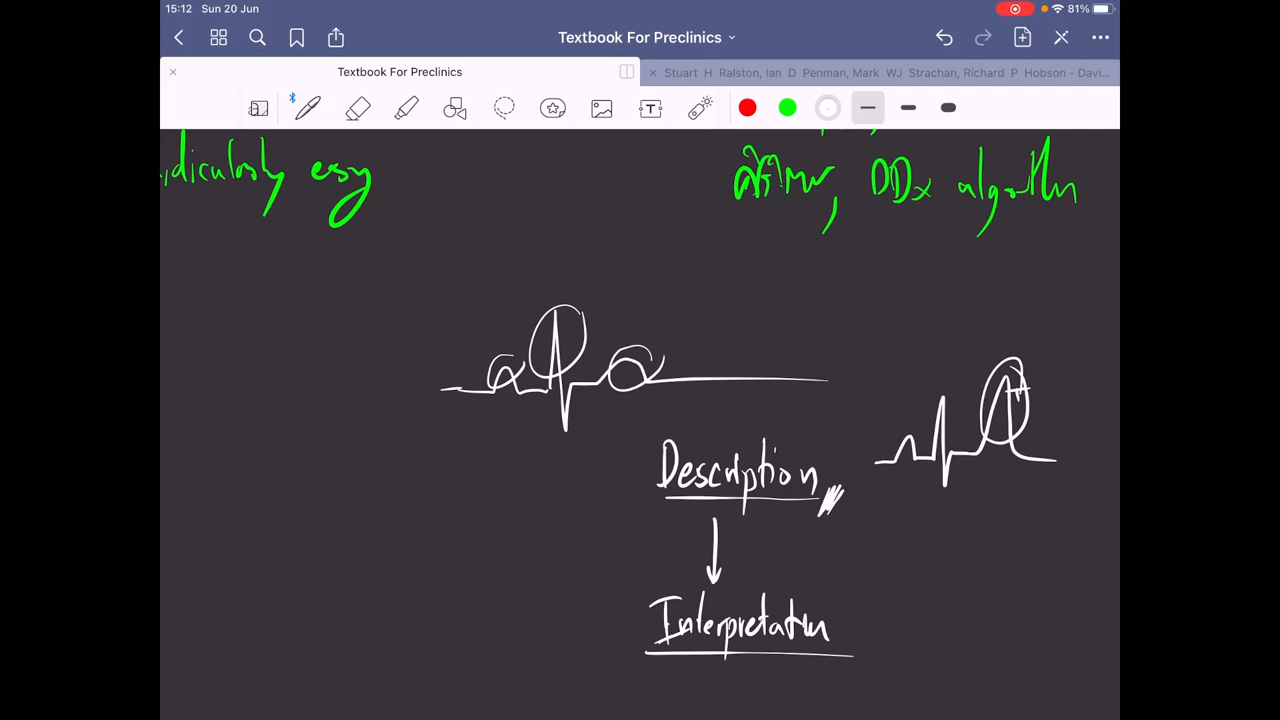 15:12 Sun 20 Jun 81%
Textbook For Preclinics
Textbook For Preclinics
Stuart H Ralston, Ian D Penman, Mark WJ Strachan, Richard P Hobson - Davi...
esy
DDx algorithm
Description
Interpretation